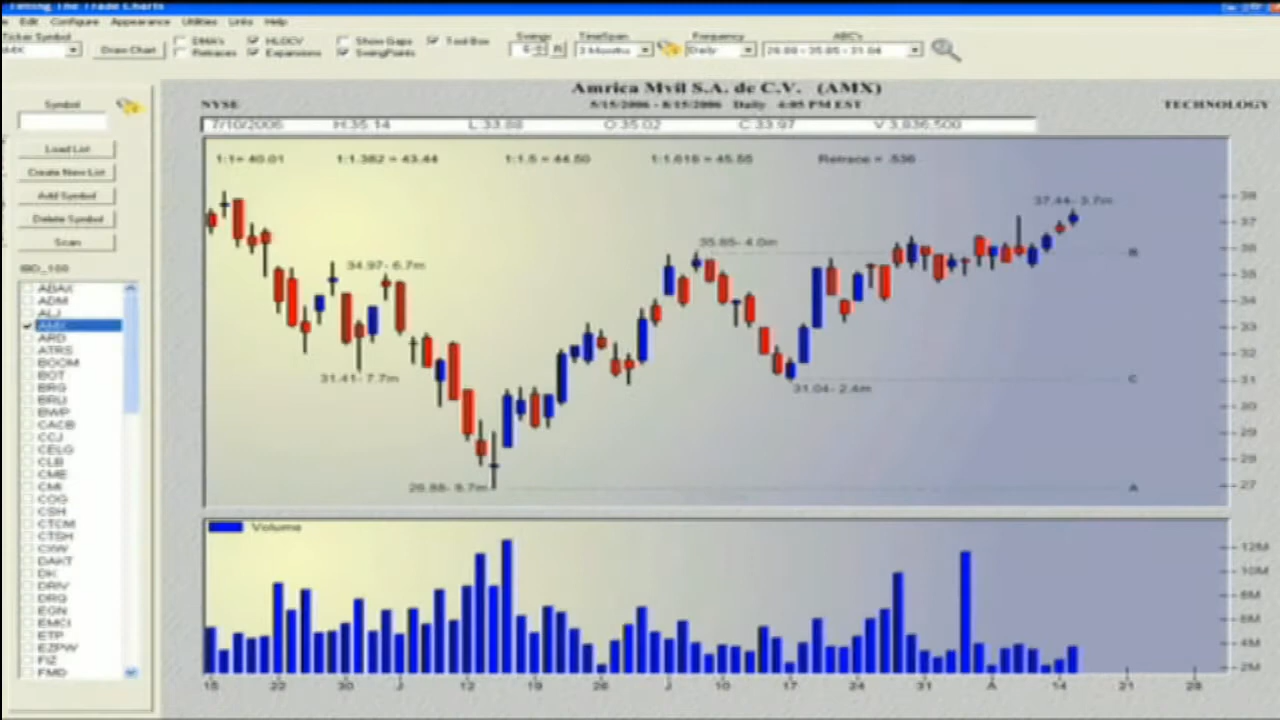 Timing The Trade Charts
Edit Configure Appearance Utilities Links Help
Ticker Symbol
AMX
Draw Chart
DMA's
Retraces
HLOCV
Expansions
Show Gaps
SwingPoints
Tool Box
Swings
TimeSpan
3 Months
Frequency
Daily
ABC's
26.88 - 35.85 - 31.04
Amrica Mvil S.A. de C.V. (AMX)
NYSE
5/15/2006 - 8/15/2006 Daily 4:05 PM EST
TECHNOLOGY
7/10/2006 H:35.14 L:33.88 O:35.02 C:33.97 V:3,836,500
Symbol
Load List
Create New List
Add Symbol
Delete Symbol
Scan
IBD_100
ABAX
ADM
ALJ
AMX
ARD
ATRS
BOOM
BOT
BRG
BRLI
BWP
CACB
CCJ
CELG
CLB
CME
CMI
COG
CSH
CTCM
CTSH
CXW
DAKT
DK
DRIV
DRQ
EGN
EMCI
ETP
EZPW
FIZ
FMD
1:1= 40.01 1:1.382 = 43.44 1:1.5 = 44.50 1:1.618 = 45.55 Retrace = .536
37.44- 3.7m
35.85- 4.0m
34.97- 6.7m
31.41- 7.7m
31.04- 2.4m
26.88- 9.7m
B
C
A
38
37
36
35
34
33
32
31
30
29
28
27
Volume
12M
10M
8M
6M
4M
2M
15 22 30 J 12 19 26 J 10 17 24 31 A 14 21 28